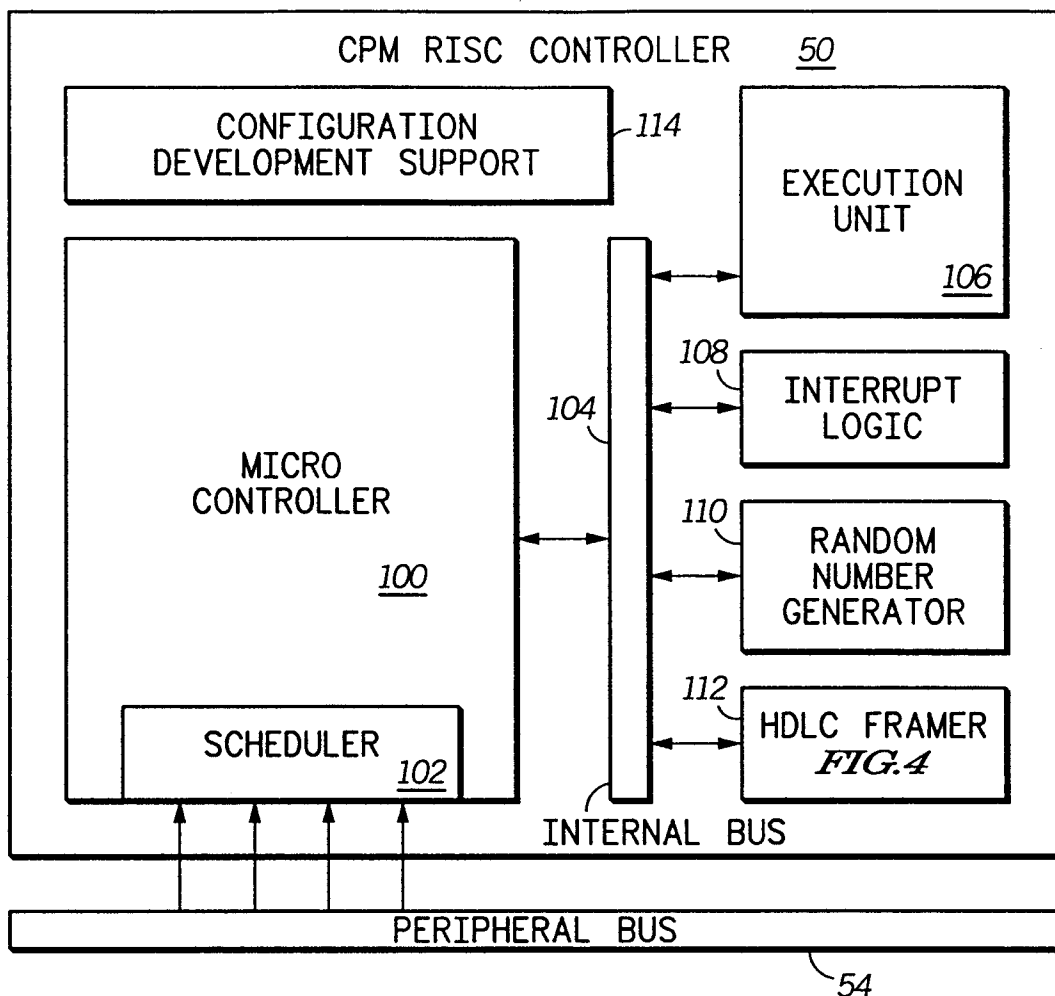 CPM RISC CONTROLLER 50
CONFIGURATION
DEVELOPMENT SUPPORT
114
EXECUTION
UNIT
106
MICRO
CONTROLLER
100
SCHEDULER
102
104
INTERNAL BUS
108
INTERRUPT
LOGIC
110
RANDOM
NUMBER
GENERATOR
112
HDLC FRAMER
FIG.4
PERIPHERAL BUS
54